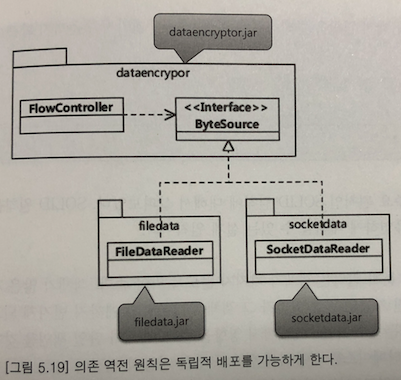 dataencryptor.jar
dataencrypor
FlowController
<<Interface>>
ByteSource
filedata
FileDataReader
socketdata
SocketDataReader
filedata.jar
socketdata.jar
[그림 5.19] 의존 역전 원칙은 독립적 배포를 가능하게 한다.